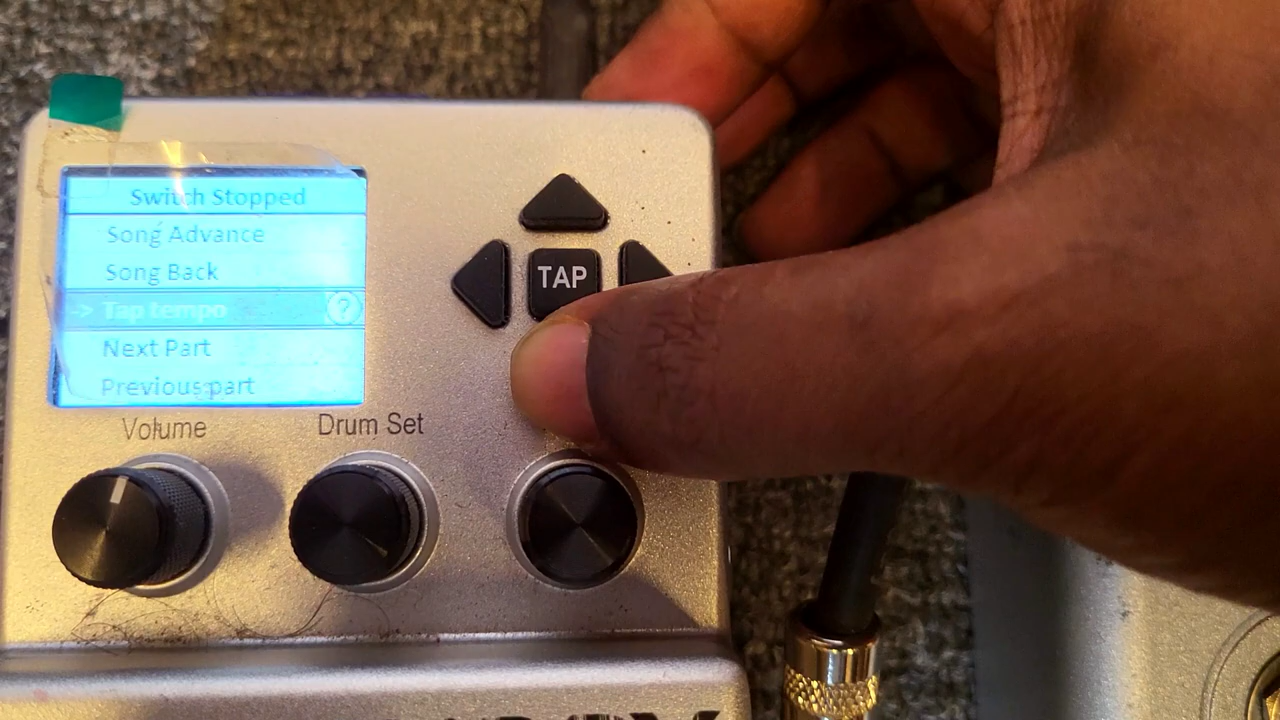 Switch Stopped
Song Advance
Song Back
-> Tap tempo ?
Next Part
Previous part
TAP
Volume
Drum Set